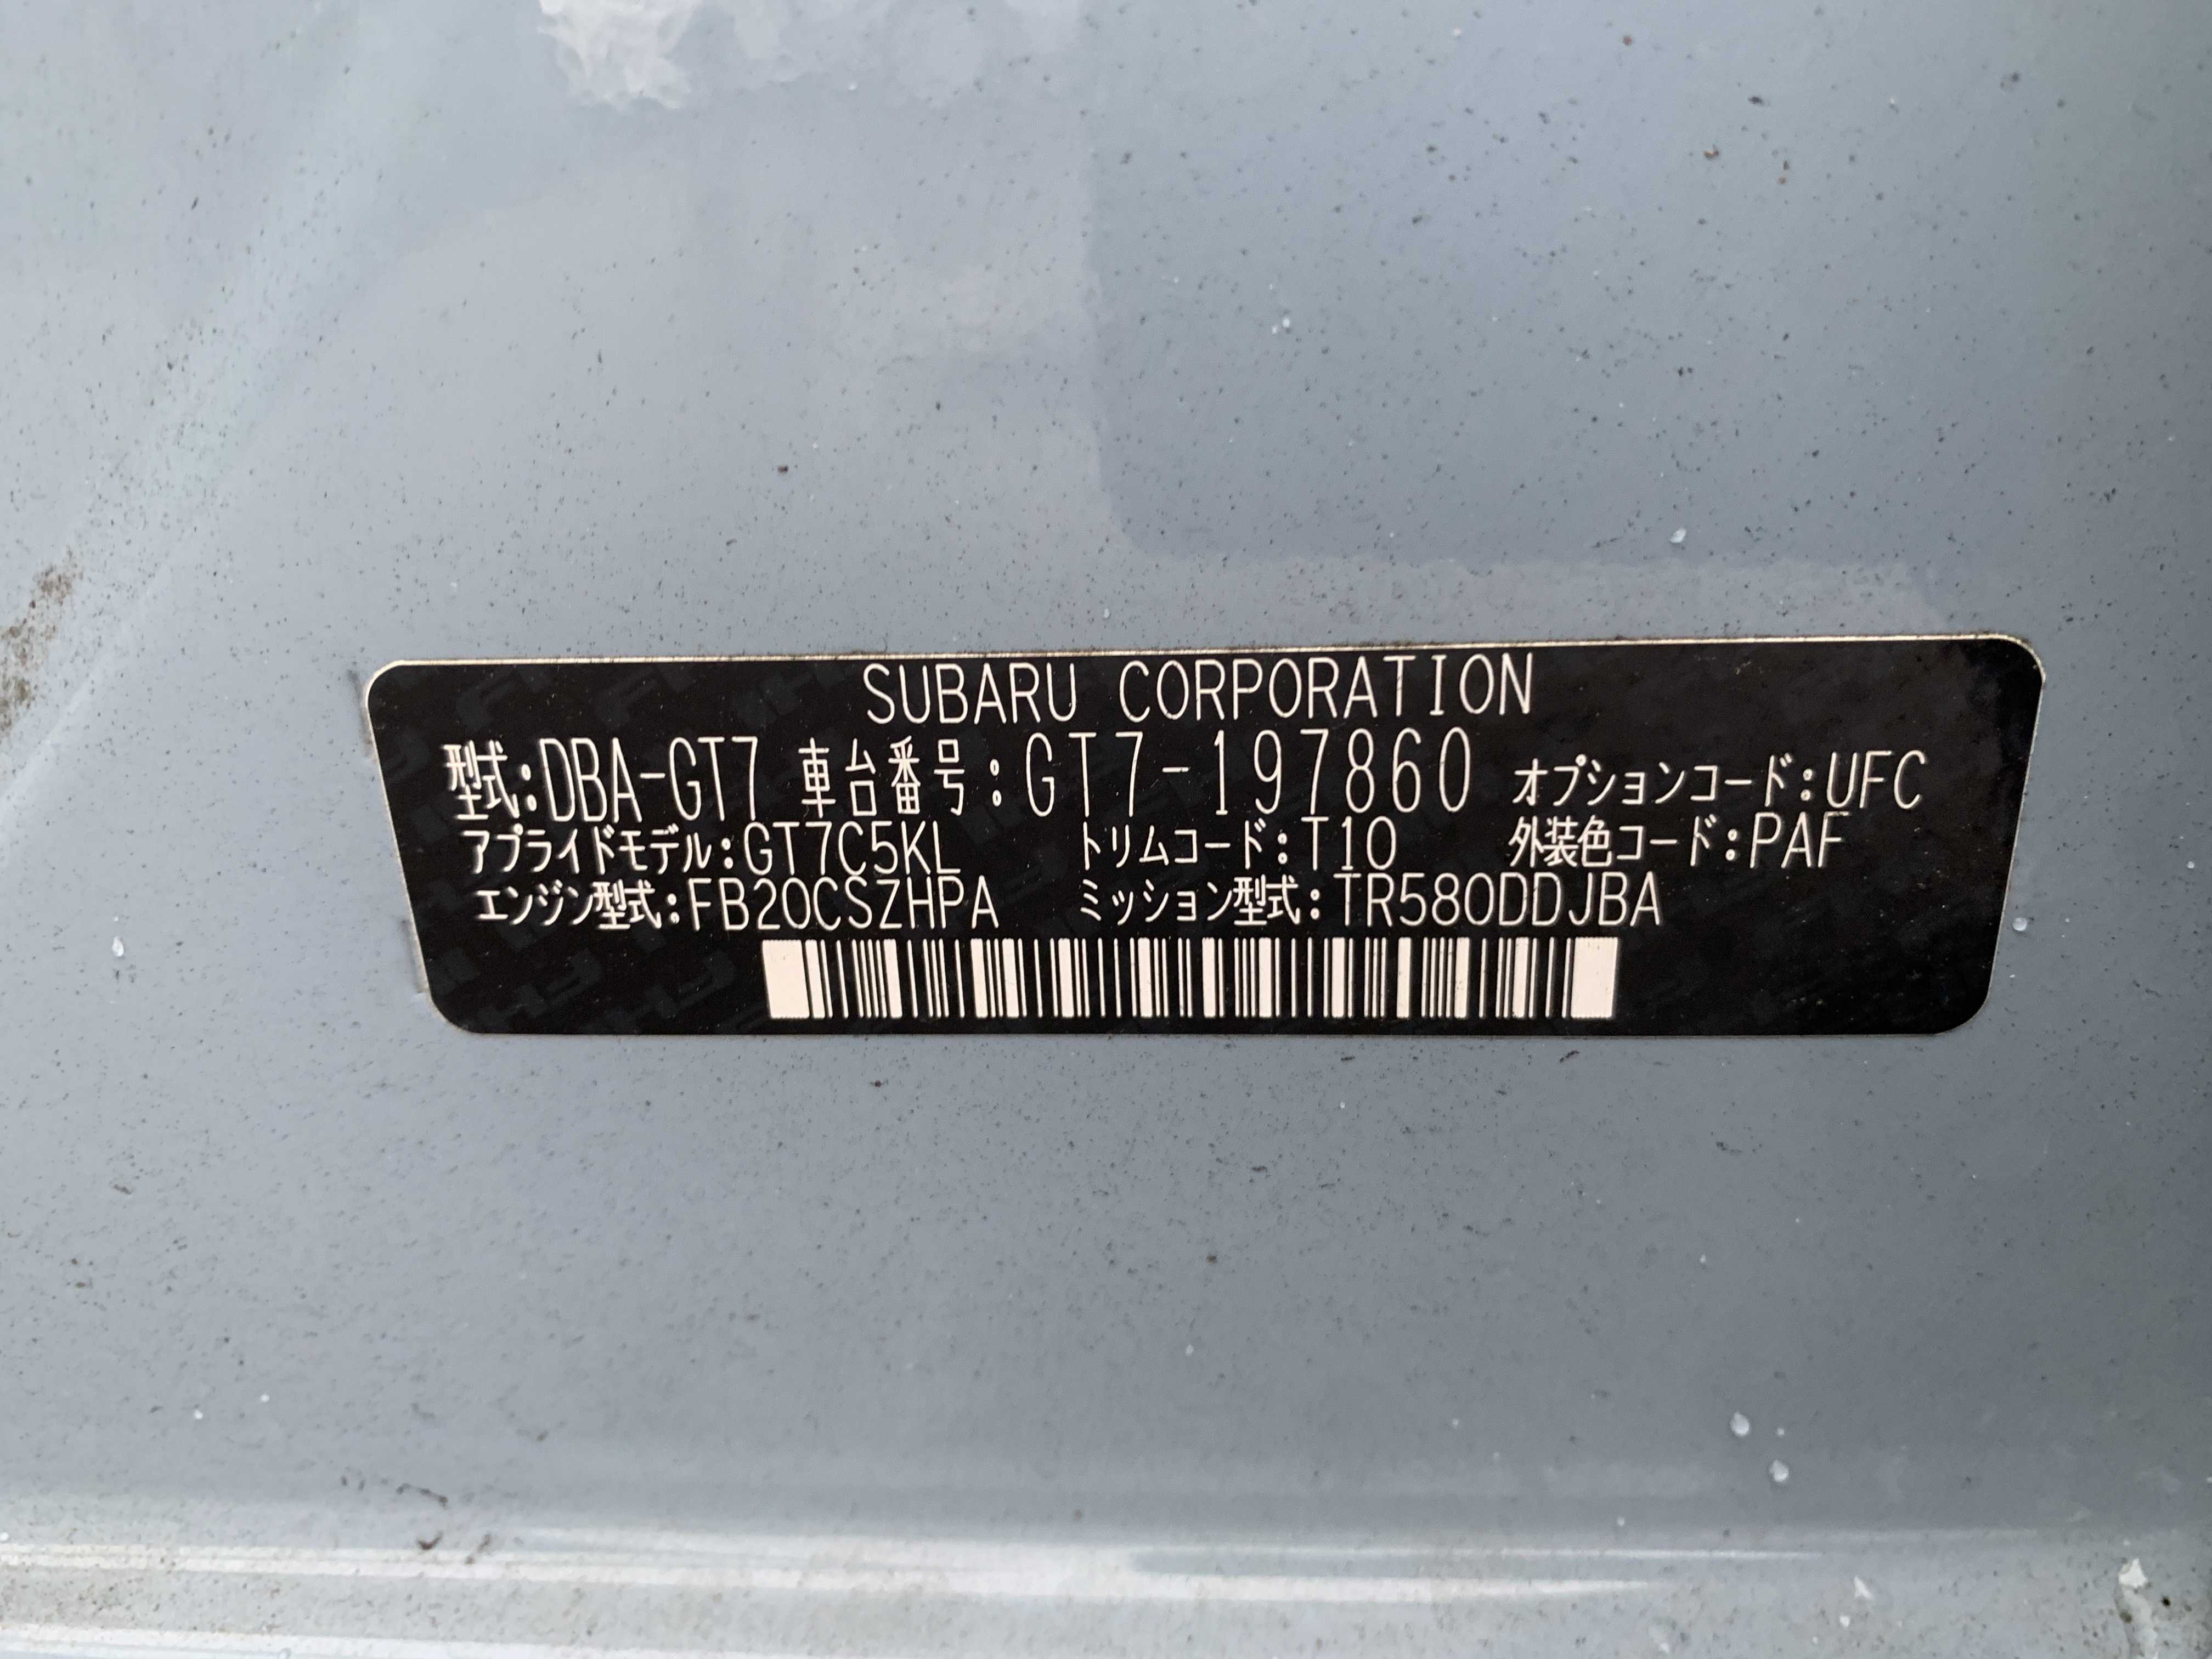 SUBARU CORPORATION
型式:DBA-GT7 車台番号:GT7-197860 オプションコード:UFC
アプライドモデル:GT7C5KL トリムコード:T10 外装色コード:PAF
エンジン型式:FB20CSZHPA ミッション型式:TR580DDJBA